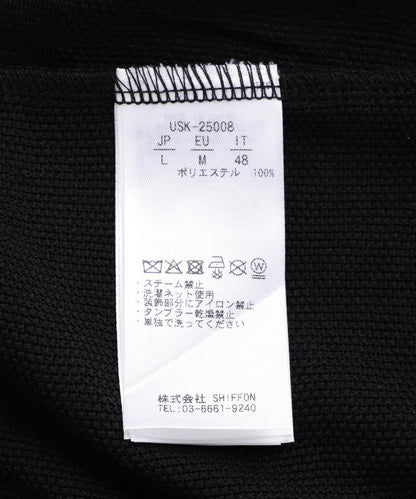 USK-25008
JP EU IT
L M 48
ポリエステル 100%
・スチーム禁止
・洗濯ネット使用
・装飾部分にアイロン禁止
・タンブラー乾燥禁止
・単独で洗ってください
株式会社 SHIFFON
TEL:03-6661-9240